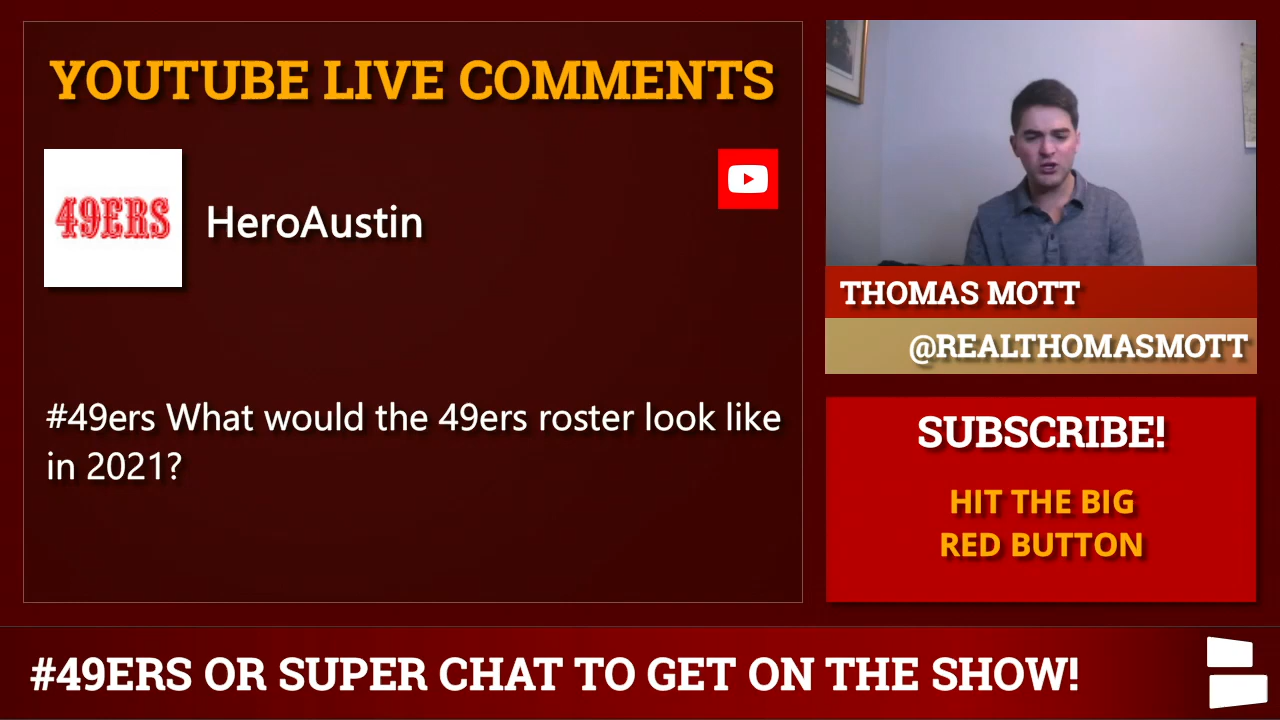 YOUTUBE LIVE COMMENTS
49ERS
HeroAustin
#49ers What would the 49ers roster look like
in 2021?
THOMAS MOTT
@REALTHOMASMOTT
SUBSCRIBE!
HIT THE BIG
RED BUTTON
#49ERS OR SUPER CHAT TO GET ON THE SHOW!